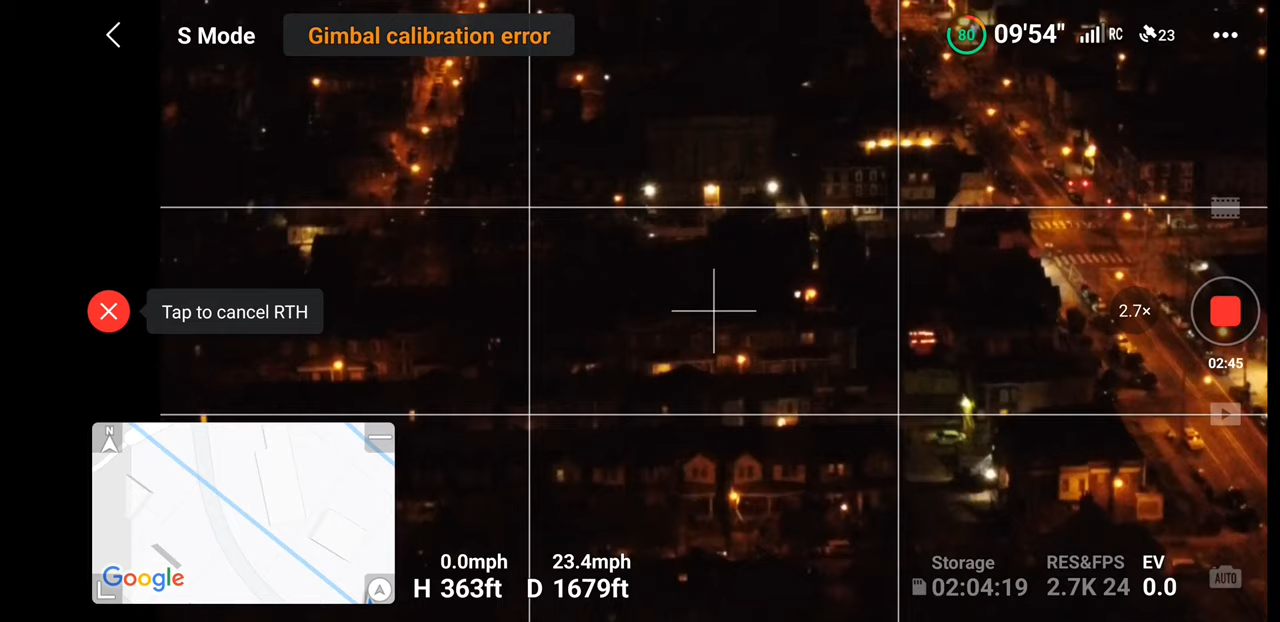 S Mode
Gimbal calibration error
80
09'54"
RC
23
Tap to cancel RTH
2.7×
02:45
N
Google
0.0mph
23.4mph
H 363ft
D 1679ft
Storage
RES&FPS
EV
02:04:19
2.7K 24
0.0
AUTO